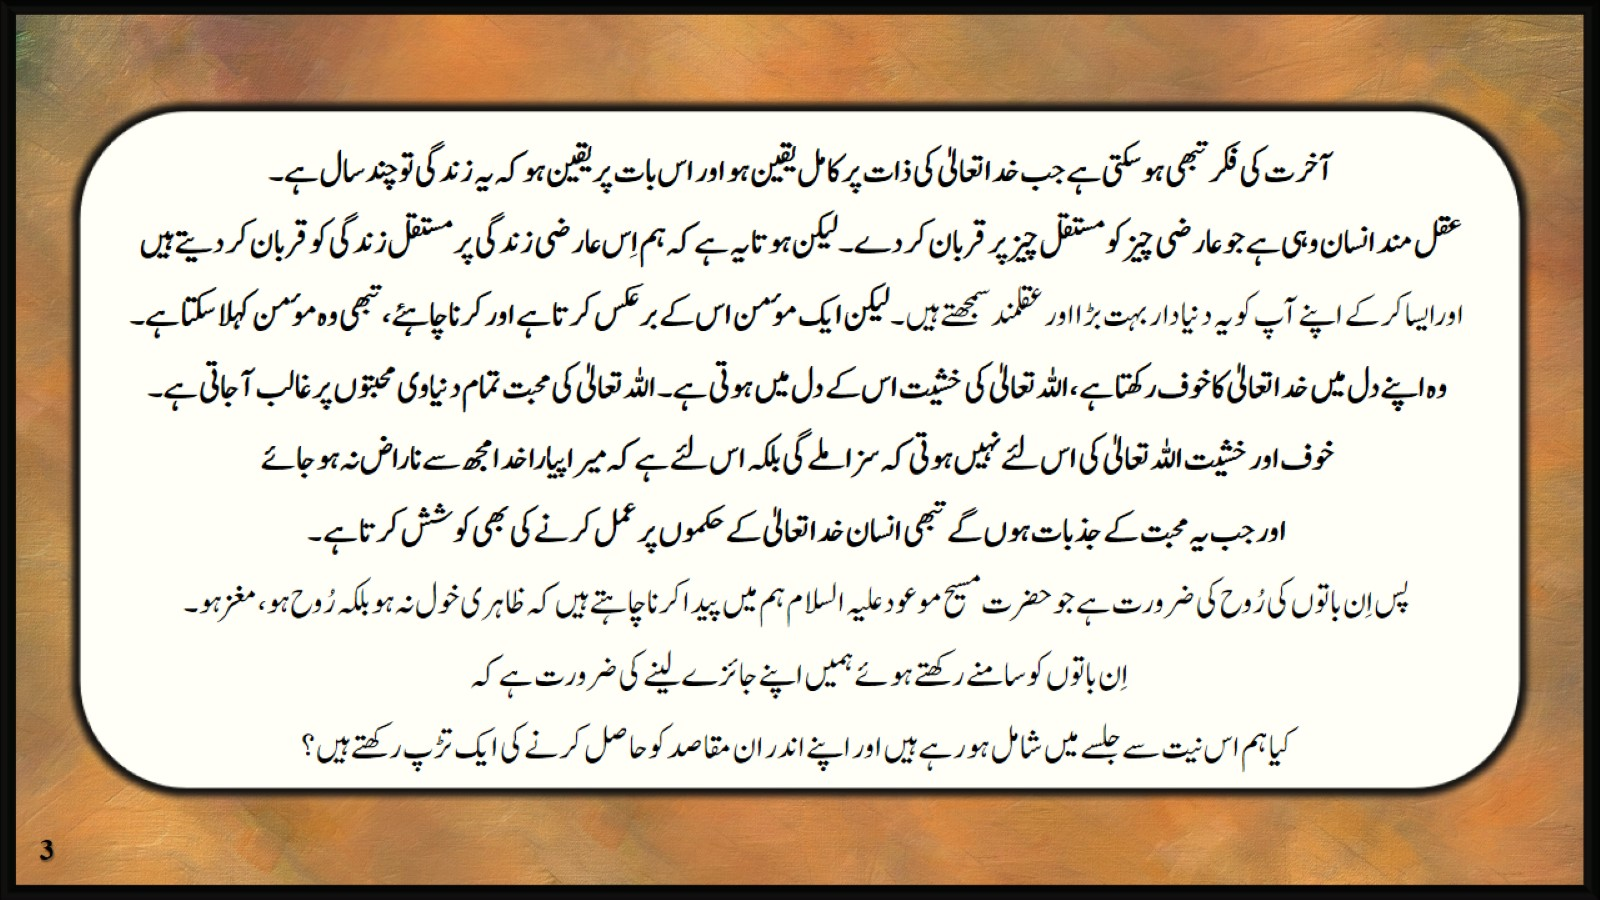 آخرت کی فکر تبھی ہو سکتی ہے جب خدا تعالیٰ کی ذات پر کامل یقین ہو اور اس بات پر یقین ہو کہ یہ زندگی تو چند سال ہے۔
عقل مند انسان وہی ہے جو عارضی چیز کو مستقل چیز پر قربان کر دے۔ لیکن ہوتا یہ ہے کہ ہم اِس عارضی زندگی پر مستقل زندگی کو قربان کر دیتے ہیں
اور ایسا کر کے اپنے آپ کو یہ دنیا دار بہت بڑا اور عقلمند سمجھتے ہیں۔ لیکن ایک موٴمن اس کے برعکس کرتا ہے اور کرنا چاہئے، تبھی وہ موٴمن کہلا سکتا ہے۔
وہ اپنے دل میں خدا تعالیٰ کا خوف رکھتا ہے، اللہ تعالیٰ کی خشیت اس کے دل میں ہوتی ہے۔ اللہ تعالیٰ کی محبت تمام دنیاوی محبتوں پر غالب آ جاتی ہے۔
خوف اور خشیت اللہ تعالیٰ کی اس لئے نہیں ہوتی کہ سزا ملے گی بلکہ اس لئے ہے کہ میرا پیارا خدا مجھ سے ناراض نہ ہو جائے
اور جب یہ محبت کے جذبات ہوں گے تبھی انسان خدا تعالیٰ کے حکموں پر عمل کرنے کی بھی کوشش کرتا ہے۔
پس اِن باتوں کی رُوح کی ضرورت ہے جو حضرت مسیح موعود علیہ السلام ہم میں پیدا کرنا چاہتے ہیں کہ ظاہری خول نہ ہو بلکہ رُوح ہو، مغز ہو۔
اِن باتوں کو سامنے رکھتے ہوئے ہمیں اپنے جائزے لینے کی ضرورت ہے کہ
کیا ہم اس نیت سے جلسے میں شامل ہو رہے ہیں اور اپنے اندر ان مقاصد کو حاصل کرنے کی ایک تڑپ رکھتے ہیں؟
3